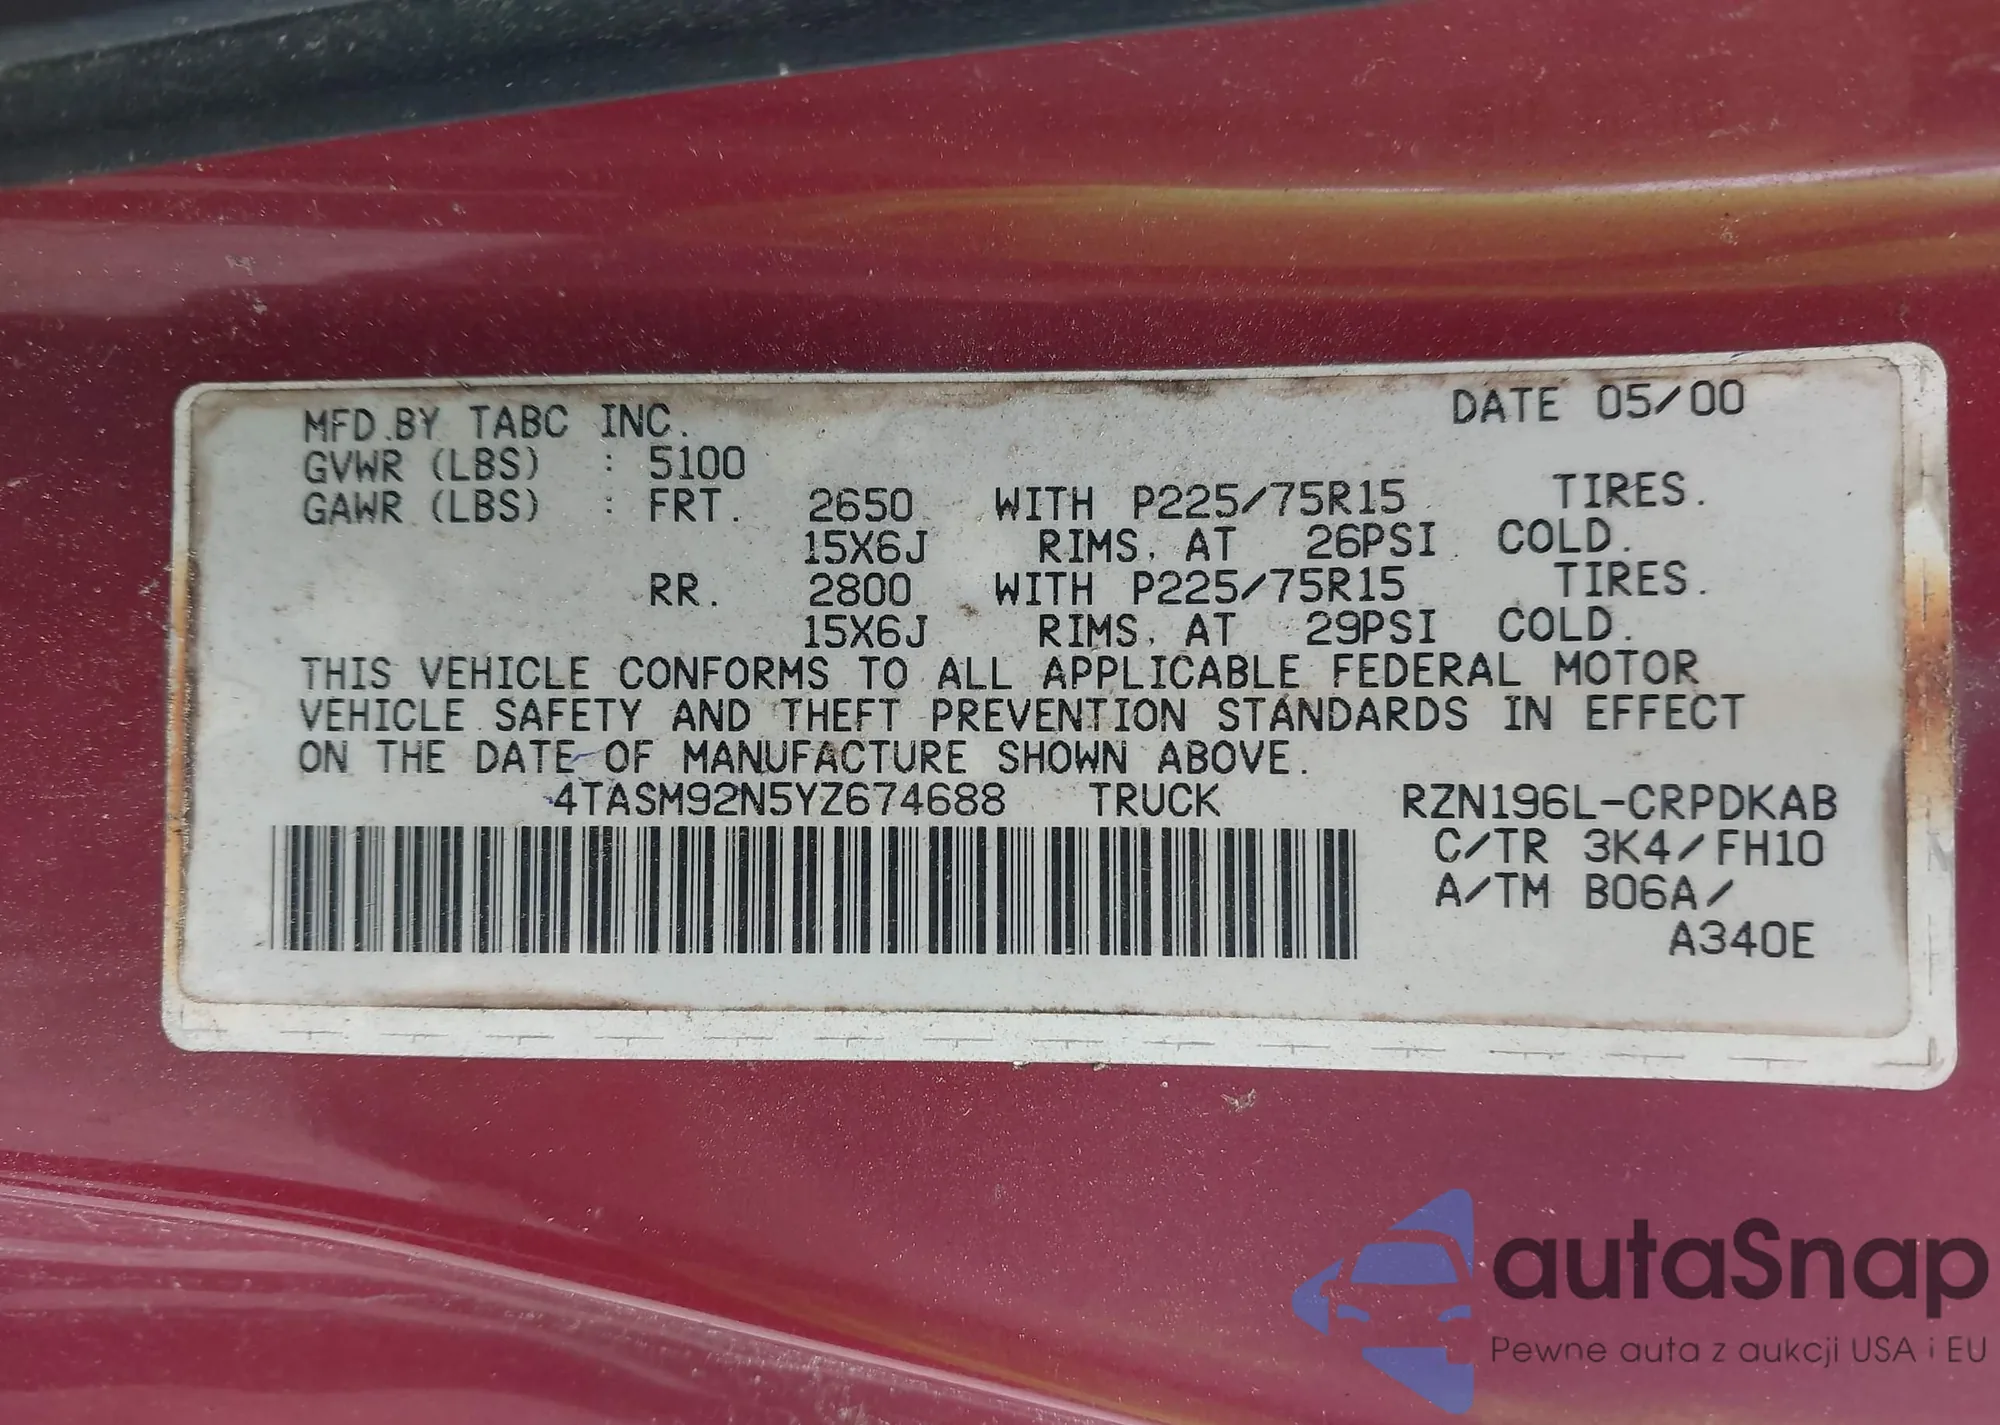 MFD.BY TABC INC. DATE 05/00
GVWR (LBS) : 5100
GAWR (LBS) : FRT. 2650 WITH P225/75R15 TIRES.
15X6J RIMS, AT 26PSI COLD.
RR. 2800 WITH P225/75R15 TIRES.
15X6J RIMS, AT 29PSI COLD.
THIS VEHICLE CONFORMS TO ALL APPLICABLE FEDERAL MOTOR
VEHICLE SAFETY AND THEFT PREVENTION STANDARDS IN EFFECT
ON THE DATE OF MANUFACTURE SHOWN ABOVE.
4TASM92N5YZ674688 TRUCK RZN196L-CRPDKAB
C/TR 3K4/FH10
A/TM B06A/
A340E
autaSnap
Pewne auta z aukcji USA i EU